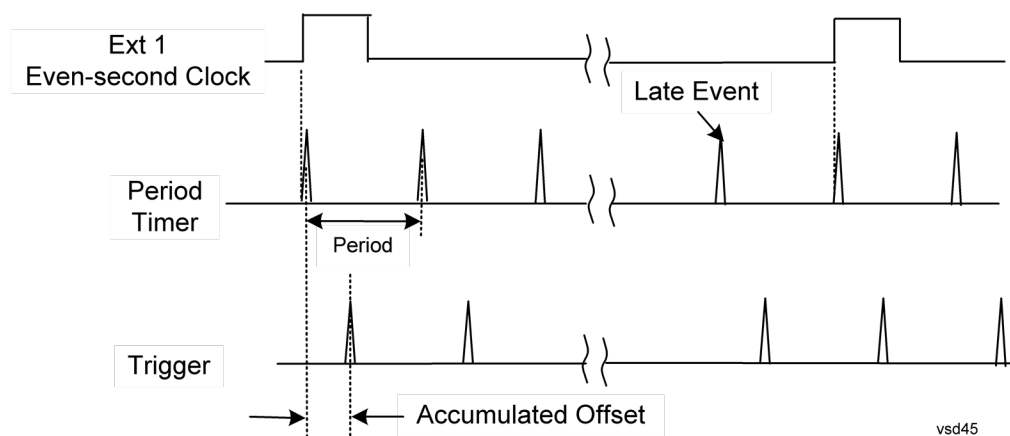 Ext 1
Even-second Clock
Late Event
Period
Timer
Period
Trigger
Accumulated Offset
vsd45